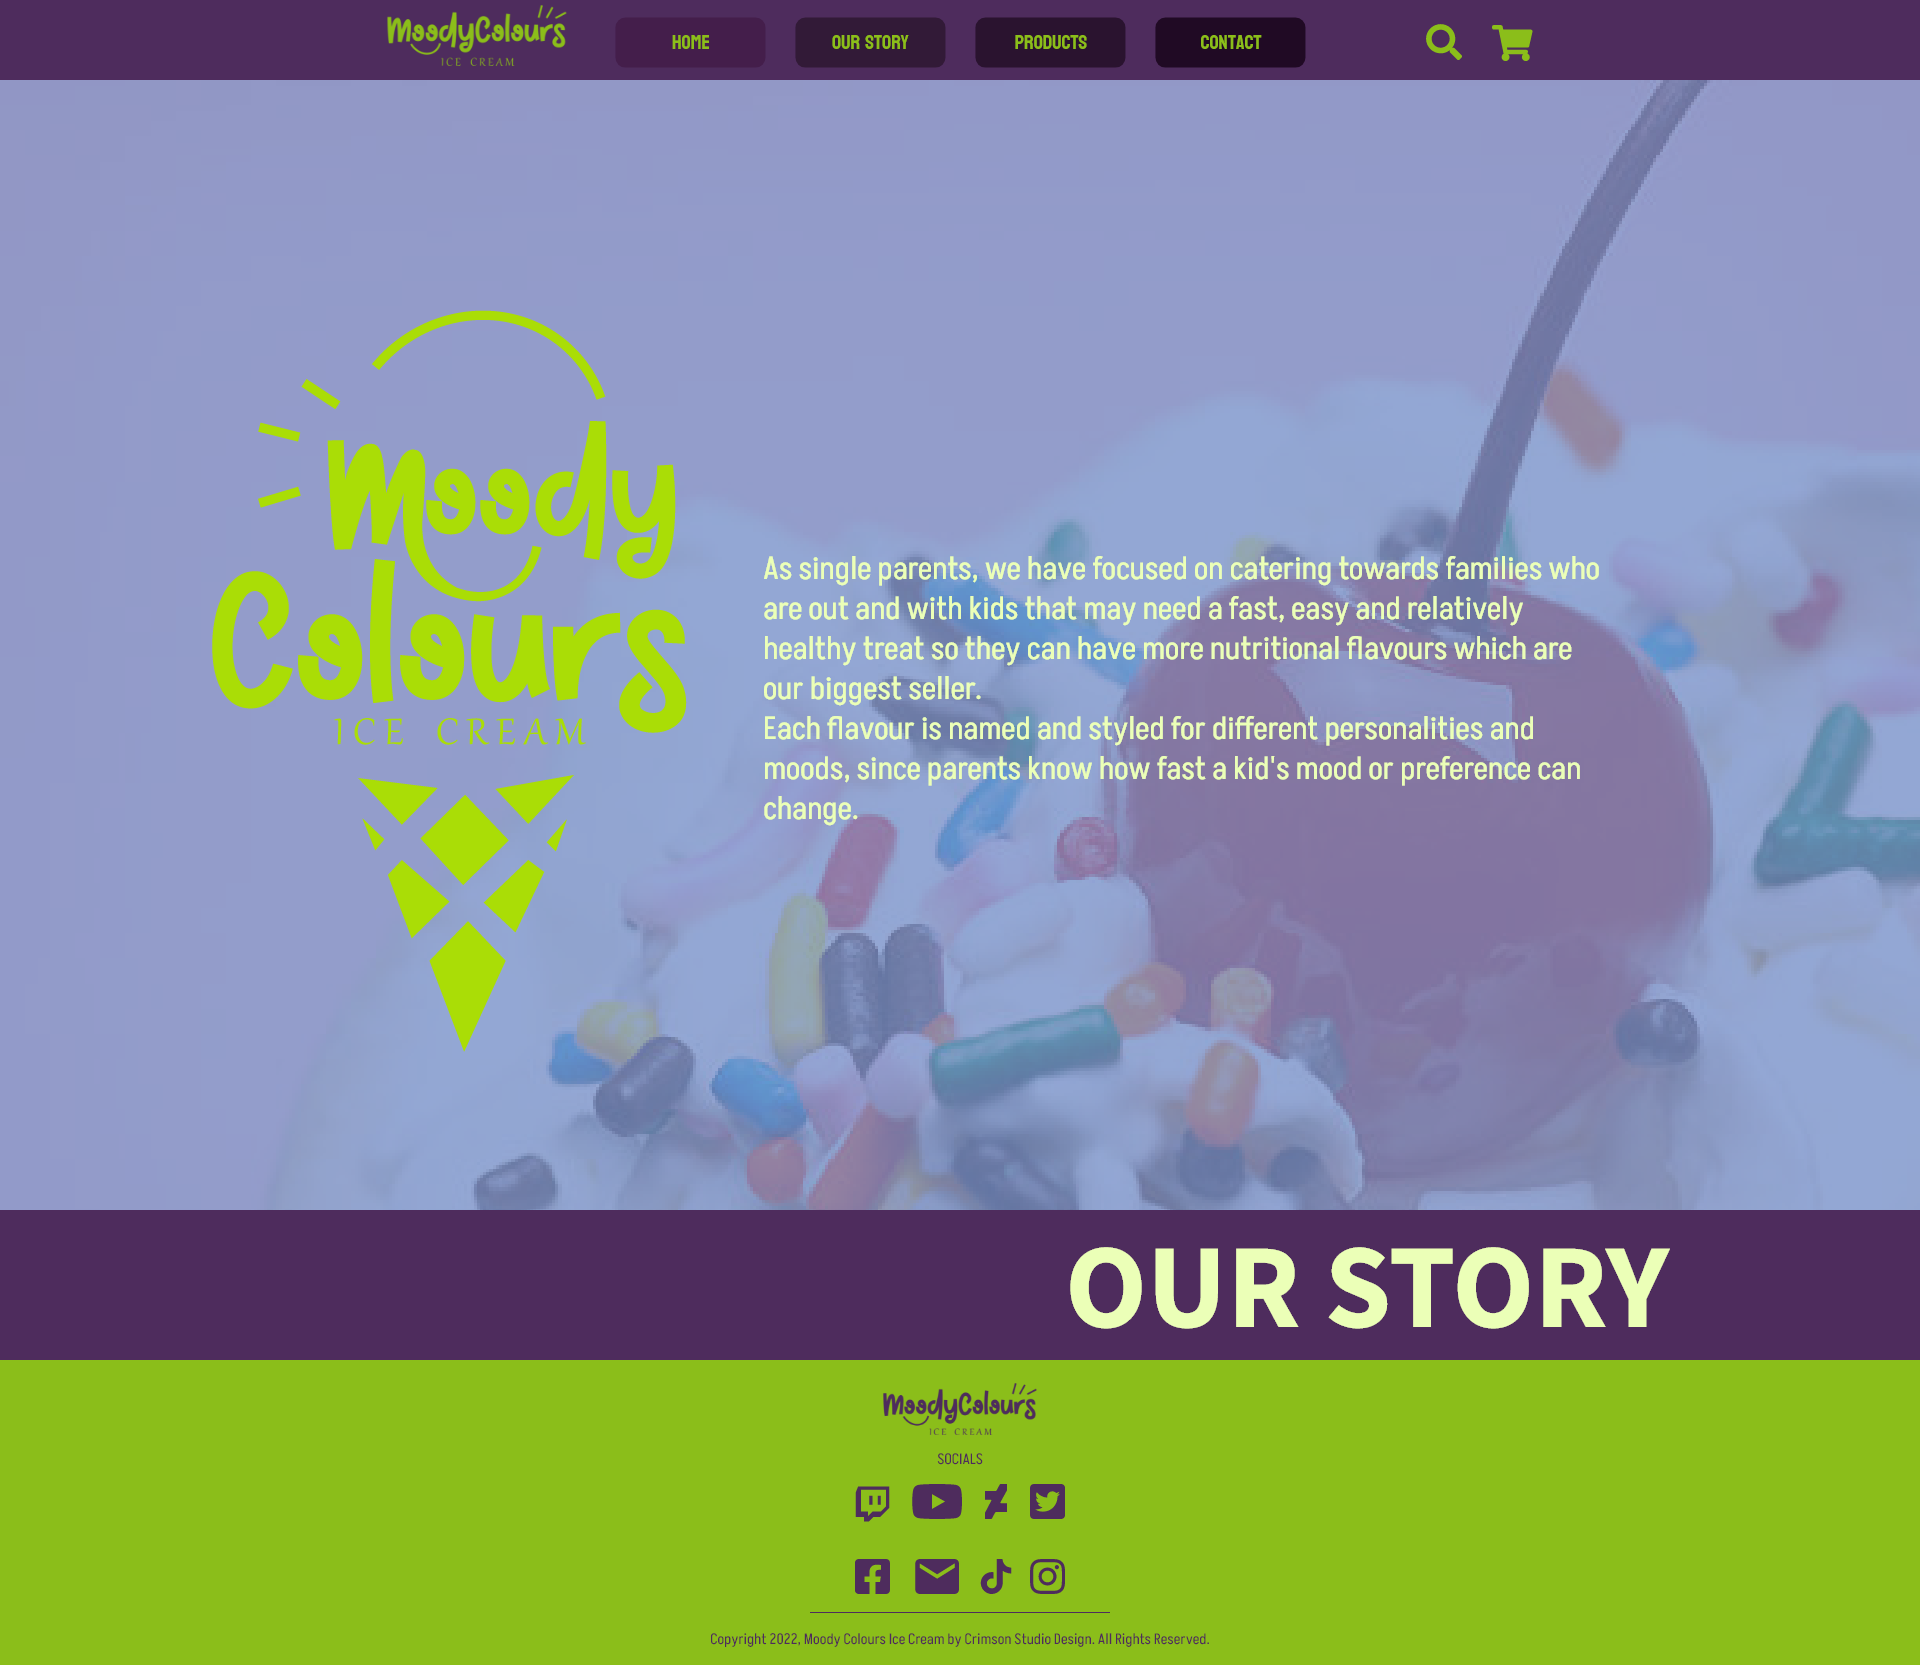 MoodyColours
ICE CREAM
HOME
OUR STORY
PRODUCTS
CONTACT
Moody
Colours
ICE CREAM
As single parents, we have focused on catering towards families who
are out and with kids that may need a fast, easy and relatively
healthy treat so they can have more nutritional flavours which are
our biggest seller.
Each flavour is named and styled for different personalities and
moods, since parents know how fast a kid's mood or preference can
change.
OUR STORY
MoodyColours
ICE CREAM
SOCIALS
Copyright 2022, Moody Colours Ice Cream by Crimson Studio Design. All Rights Reserved.